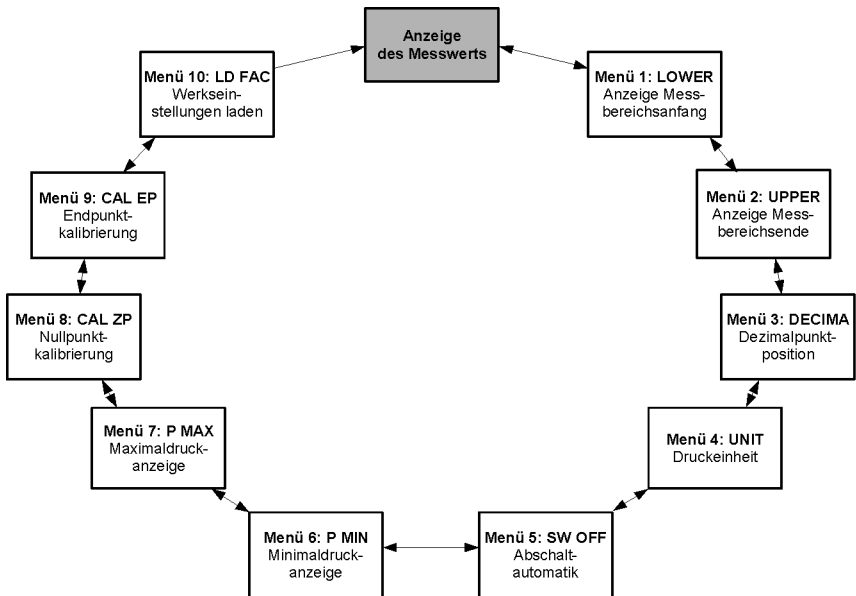 Anzeige
des Messwerts
Menü 1: LOWER
Anzeige Mess-
bereichsanfang
Menü 2: UPPER
Anzeige Mess-
bereichsende
Menü 3: DECIMA
Dezimalpunkt-
position
Menü 4: UNIT
Druckeinheit
Menü 5: SW OFF
Abschalt-
automatik
Menü 6: P MIN
Minimaldruck-
anzeige
Menü 7: P MAX
Maximaldruck-
anzeige
Menü 8: CAL ZP
Nullpunkt-
kalibrierung
Menü 9: CAL EP
Endpunkt-
kalibrierung
Menü 10: LD FAC
Werksein-
stellungen laden